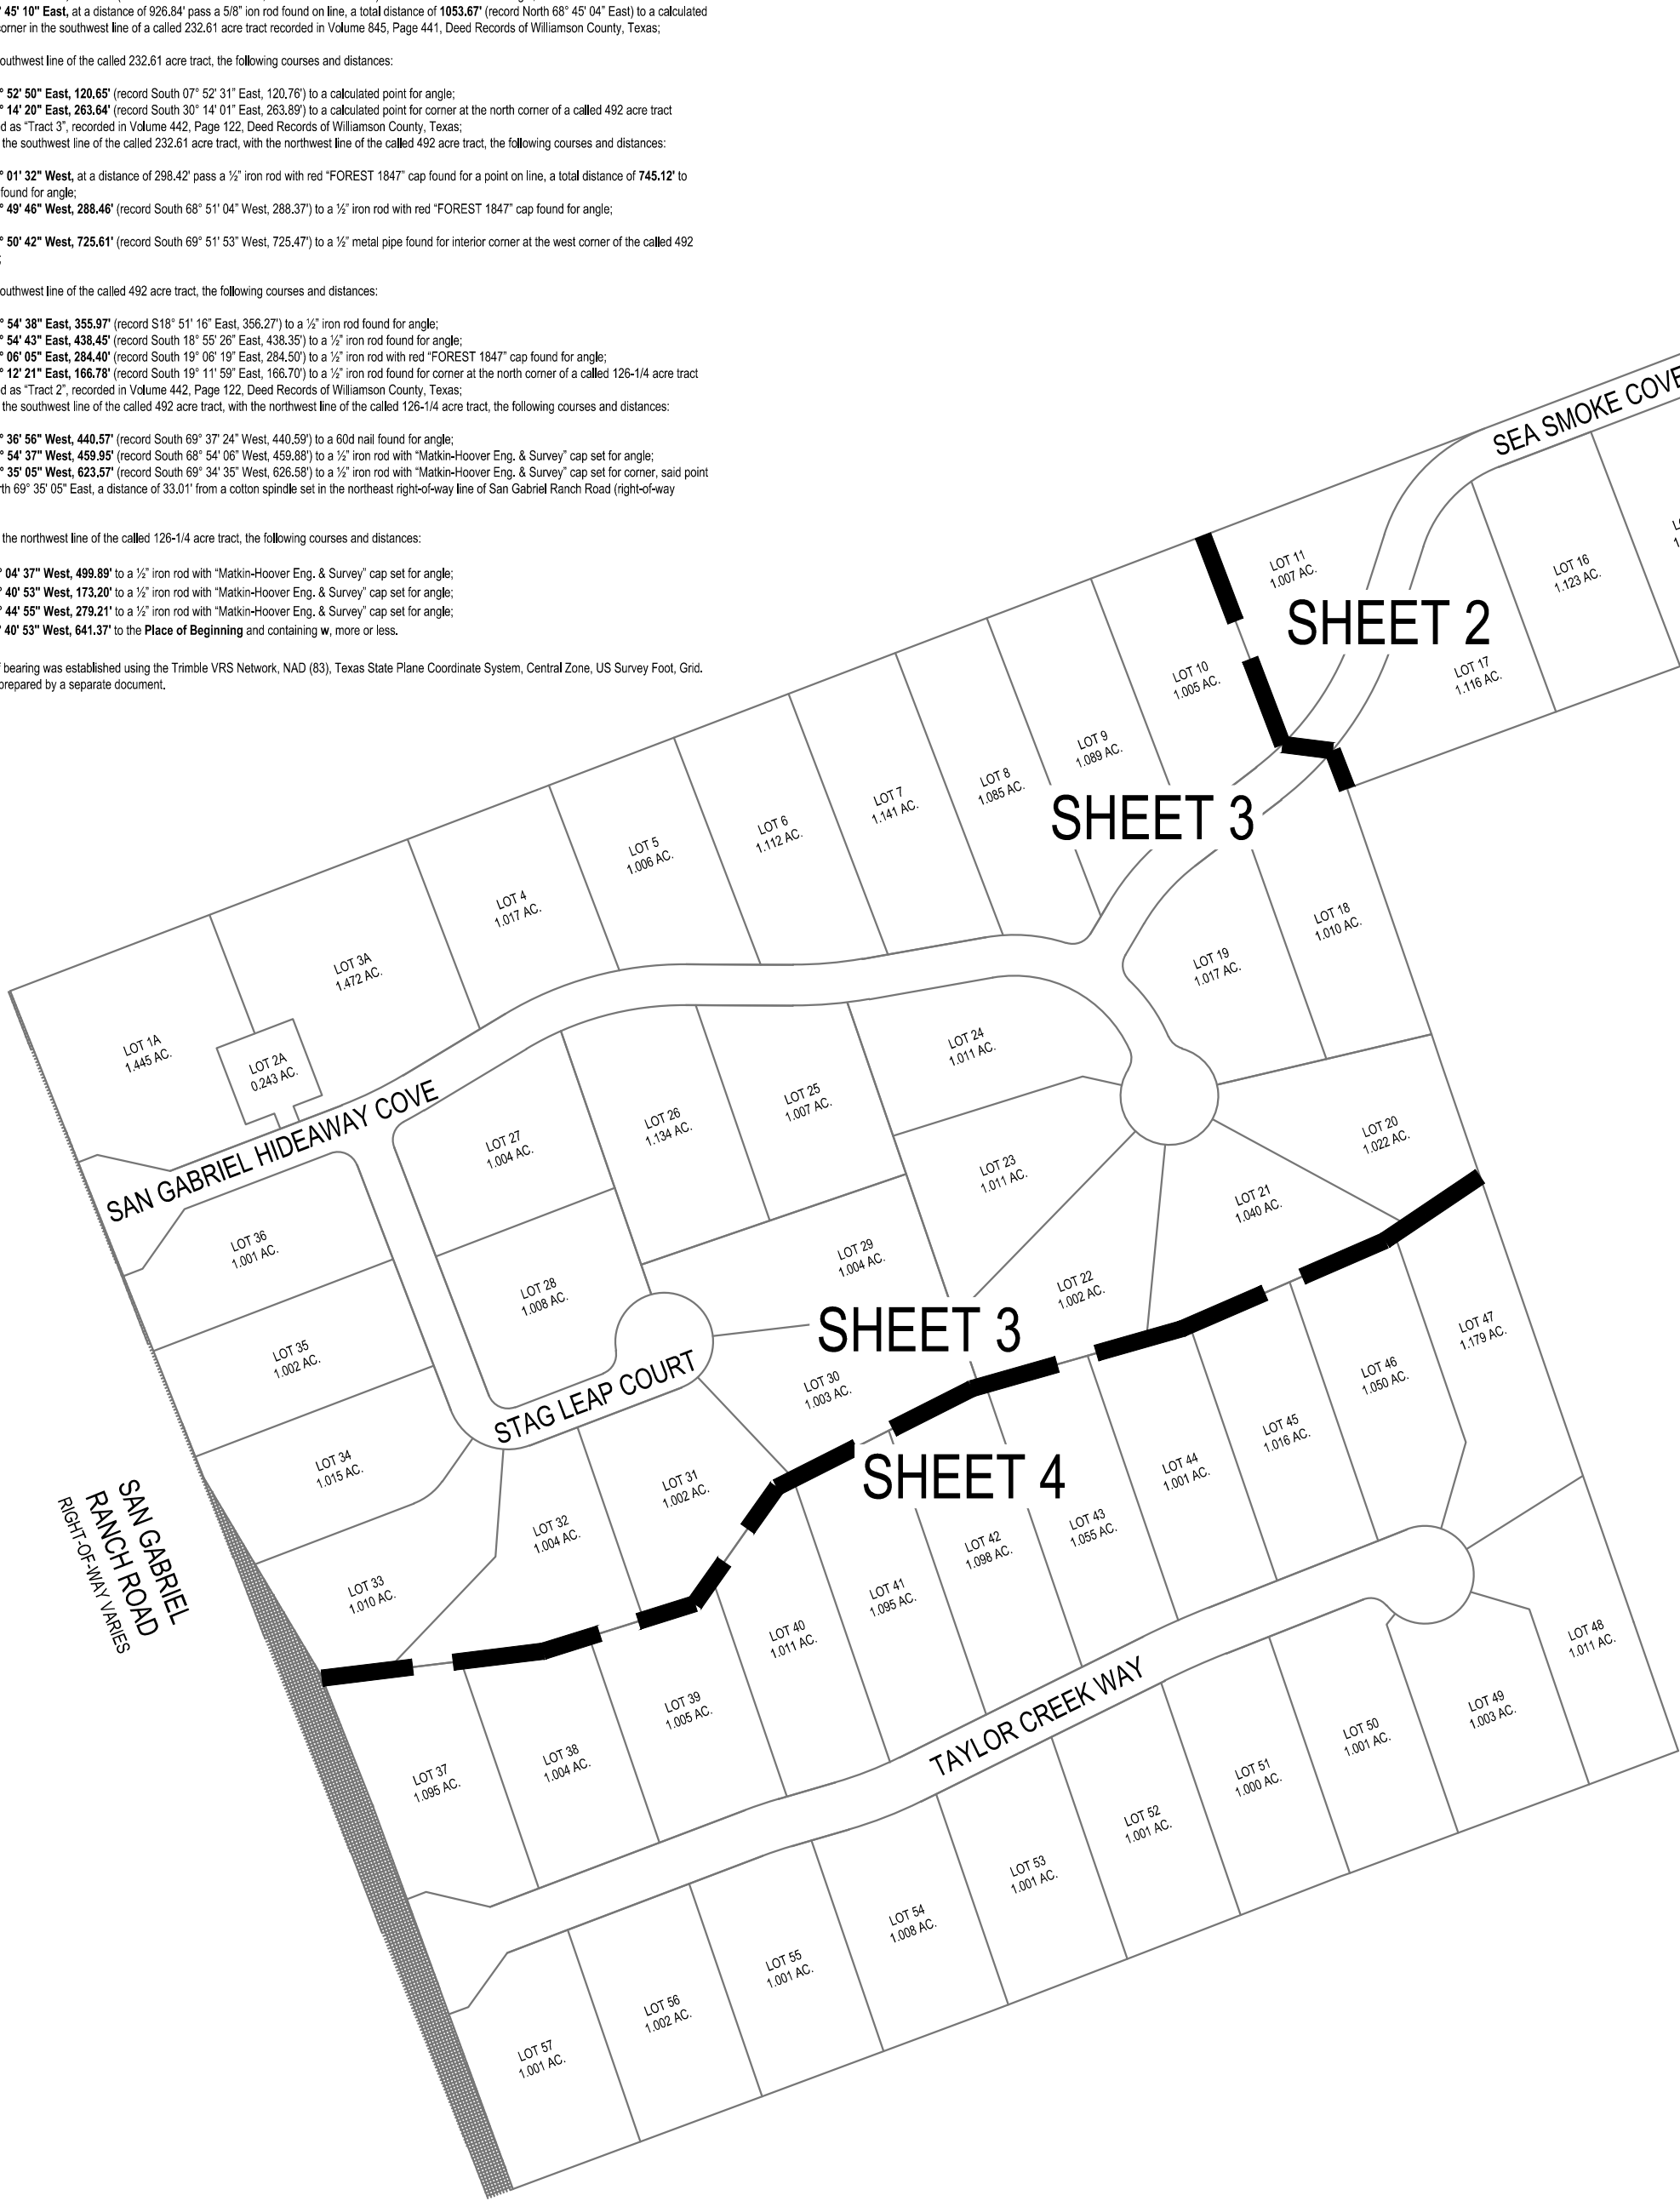 ° 45' 10" East, at a distance of 926.84' pass a 5/8" ion rod found on line, a total distance of 1053.67' (record North 68° 45' 04" East) to a calculated
orner in the southwest line of a called 232.61 acre tract recorded in Volume 845, Page 441, Deed Records of Williamson County, Texas;
outhwest line of the called 232.61 acre tract, the following courses and distances:
° 52' 50" East, 120.65' (record South 07° 52' 31" East, 120.76') to a calculated point for angle;
° 14' 20" East, 263.64' (record South 30° 14' 01" East, 263.89') to a calculated point for corner at the north corner of a called 492 acre tract
d as "Tract 3", recorded in Volume 442, Page 122, Deed Records of Williamson County, Texas;
the southwest line of the called 232.61 acre tract, with the northwest line of the called 492 acre tract, the following courses and distances:
° 01' 32" West, at a distance of 298.42' pass a ½" iron rod with red "FOREST 1847" cap found for a point on line, a total distance of 745.12' to
found for angle;
° 49' 46" West, 288.46' (record South 68° 51' 04" West, 288.37') to a ½" iron rod with red "FOREST 1847" cap found for angle;
° 50' 42" West, 725.61' (record South 69° 51' 53" West, 725.47') to a ½" metal pipe found for interior corner at the west corner of the called 492
;
outhwest line of the called 492 acre tract, the following courses and distances:
° 54' 38" East, 355.97' (record S18° 51' 16" East, 356.27') to a ½" iron rod found for angle;
° 54' 43" East, 438.45' (record South 18° 55' 26" East, 438.35') to a ½" iron rod found for angle;
° 06' 05" East, 284.40' (record South 19° 06' 19" East, 284.50') to a ½" iron rod with red "FOREST 1847" cap found for angle;
° 12' 21" East, 166.78' (record South 19° 11' 59" East, 166.70') to a ½" iron rod found for corner at the north corner of a called 126-1/4 acre tract
d as "Tract 2", recorded in Volume 442, Page 122, Deed Records of Williamson County, Texas;
the southwest line of the called 492 acre tract, with the northwest line of the called 126-1/4 acre tract, the following courses and distances:
° 36' 56" West, 440.57' (record South 69° 37' 24" West, 440.59') to a 60d nail found for angle;
° 54' 37" West, 459.95' (record South 68° 54' 06" West, 459.88') to a ½" iron rod with "Matkin-Hoover Eng. & Survey" cap set for angle;
° 35' 05" West, 623.57' (record South 69° 34' 35" West, 626.58') to a ½" iron rod with "Matkin-Hoover Eng. & Survey" cap set for corner, said point
rth 69° 35' 05" East, a distance of 33.01' from a cotton spindle set in the northeast right-of-way line of San Gabriel Ranch Road (right-of-way
the northwest line of the called 126-1/4 acre tract, the following courses and distances:
° 04' 37" West, 499.89' to a ½" iron rod with "Matkin-Hoover Eng. & Survey" cap set for angle;
° 40' 53" West, 173.20' to a ½" iron rod with "Matkin-Hoover Eng. & Survey" cap set for angle;
° 44' 55" West, 279.21' to a ½" iron rod with "Matkin-Hoover Eng. & Survey" cap set for angle;
° 40' 53" West, 641.37' to the Place of Beginning and containing w, more or less.
f bearing was established using the Trimble VRS Network, NAD (83), Texas State Plane Coordinate System, Central Zone, US Survey Foot, Grid.
prepared by a separate document.
SEA SMOKE COVE
LOT 11
1.007 AC.
LOT 16
1.123 AC.
SHEET 2
LOT 17
1.116 AC.
LOT 10
1.005 AC.
LOT 9
1.089 AC.
LOT 8
1.085 AC.
LOT 7
1.141 AC.
LOT 6
1.112 AC.
LOT 5
1.006 AC.
LOT 4
1.017 AC.
LOT 3A
1.472 AC.
LOT 1A
1.445 AC.
LOT 2A
0.243 AC.
SHEET 3
LOT 18
1.010 AC.
LOT 19
1.017 AC.
LOT 24
1.011 AC.
LOT 25
1.007 AC.
LOT 26
1.134 AC.
LOT 27
1.004 AC.
SAN GABRIEL HIDEAWAY COVE
LOT 20
1.022 AC.
LOT 21
1.040 AC.
LOT 23
1.011 AC.
LOT 22
1.002 AC.
LOT 29
1.004 AC.
LOT 28
1.008 AC.
LOT 36
1.001 AC.
LOT 35
1.002 AC.
SHEET 3
LOT 30
1.003 AC.
STAG LEAP COURT
LOT 34
1.015 AC.
LOT 31
1.002 AC.
LOT 32
1.004 AC.
LOT 33
1.010 AC.
SAN GABRIEL
RANCH ROAD
RIGHT-OF-WAY VARIES
SHEET 4
LOT 47
1.179 AC.
LOT 46
1.050 AC.
LOT 45
1.016 AC.
LOT 44
1.001 AC.
LOT 43
1.055 AC.
LOT 42
1.098 AC.
LOT 41
1.095 AC.
LOT 40
1.011 AC.
LOT 39
1.005 AC.
LOT 38
1.004 AC.
LOT 37
1.095 AC.
TAYLOR CREEK WAY
LOT 48
1.011 AC.
LOT 49
1.003 AC.
LOT 50
1.001 AC.
LOT 51
1.000 AC.
LOT 52
1.001 AC.
LOT 53
1.001 AC.
LOT 54
1.008 AC.
LOT 55
1.001 AC.
LOT 56
1.002 AC.
LOT 57
1.001 AC.